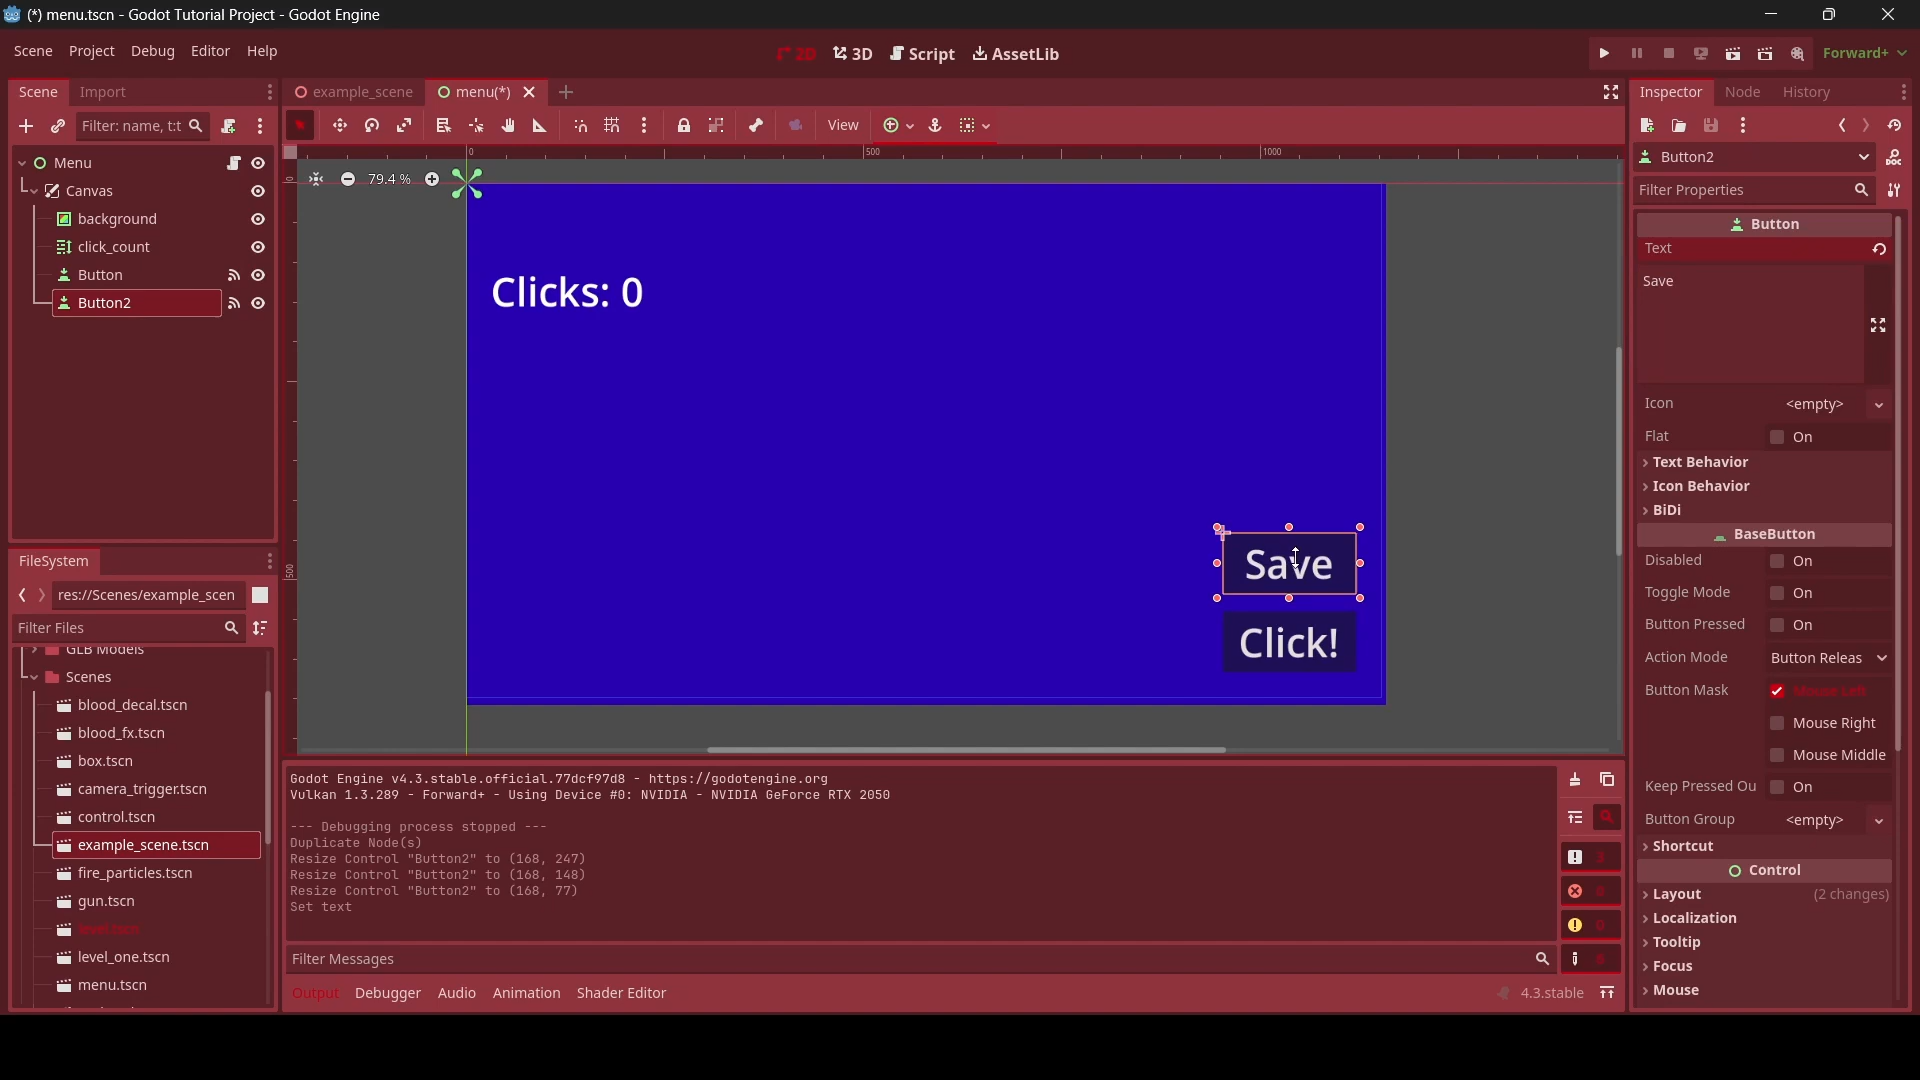 (*) menu.tscn - Godot Tutorial Project - Godot Engine
Scene Project Debug Editor Help
2D 3D Script AssetLib
Forward+
Scene Import
example_scene menu(*)
Inspector Node History
Filter: name, t:t
View
Menu
Canvas
background
click_count
Button
Button2
79.4 %
0 500 1000
0
500
Clicks: 0
Save
Click!
Button2
Filter Properties
Button
Text
Save
Icon <empty>
Flat On
Text Behavior
Icon Behavior
BiDi
BaseButton
Disabled On
Toggle Mode On
Button Pressed On
Action Mode Button Releas
Button Mask Mouse Left
Mouse Right
Mouse Middle
Keep Pressed Ou On
Button Group <empty>
Shortcut
Control
Layout (2 changes)
Localization
Tooltip
Focus
Mouse
FileSystem
res://Scenes/example_scen
Filter Files
GLB Models
Scenes
blood_decal.tscn
blood_fx.tscn
box.tscn
camera_trigger.tscn
control.tscn
example_scene.tscn
fire_particles.tscn
gun.tscn
level.tscn
level_one.tscn
menu.tscn
Godot Engine v4.3.stable.official.77dcf97d8 - https://godotengine.org
Vulkan 1.3.289 - Forward+ - Using Device #0: NVIDIA - NVIDIA GeForce RTX 2050
--- Debugging process stopped ---
Duplicate Node(s)
Resize Control "Button2" to (168, 247)
Resize Control "Button2" to (168, 148)
Resize Control "Button2" to (168, 77)
Set text
Filter Messages
Output Debugger Audio Animation Shader Editor
4.3.stable